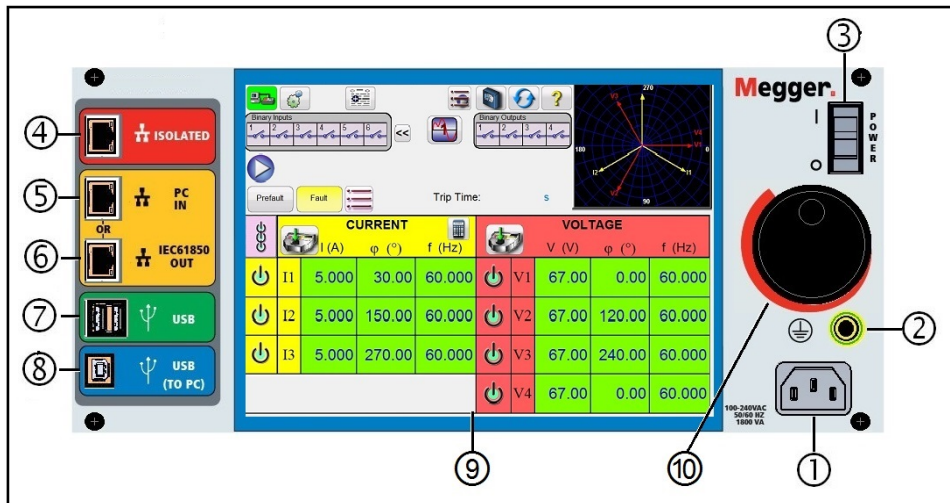 ③
270
Megger.
Binary Inputs
1 2 3 4 5 6
<<
Binary Outputs
1 2 3 4
?
V3
V4
V1
180
0
I2
I1
V2
90
I
O
POWER
④
ISOLATED
⑤
PC
IN
OR
⑥
IEC61850
OUT
⑦
USB
⑧
USB
(TO PC)
Prefault
Fault
Trip Time:
s
CURRENT
I (A) φ (°) f (Hz)
VOLTAGE
V (V) φ (°) f (Hz)
I1 5.000 30.00 60.000
V1 67.00 0.00 60.000
I2 5.000 150.00 60.000
V2 67.00 120.00 60.000
I3 5.000 270.00 60.000
V3 67.00 240.00 60.000
V4 67.00 0.00 60.000
②
100-240VAC
50/60 HZ
1800 VA
⑨
⑩
①